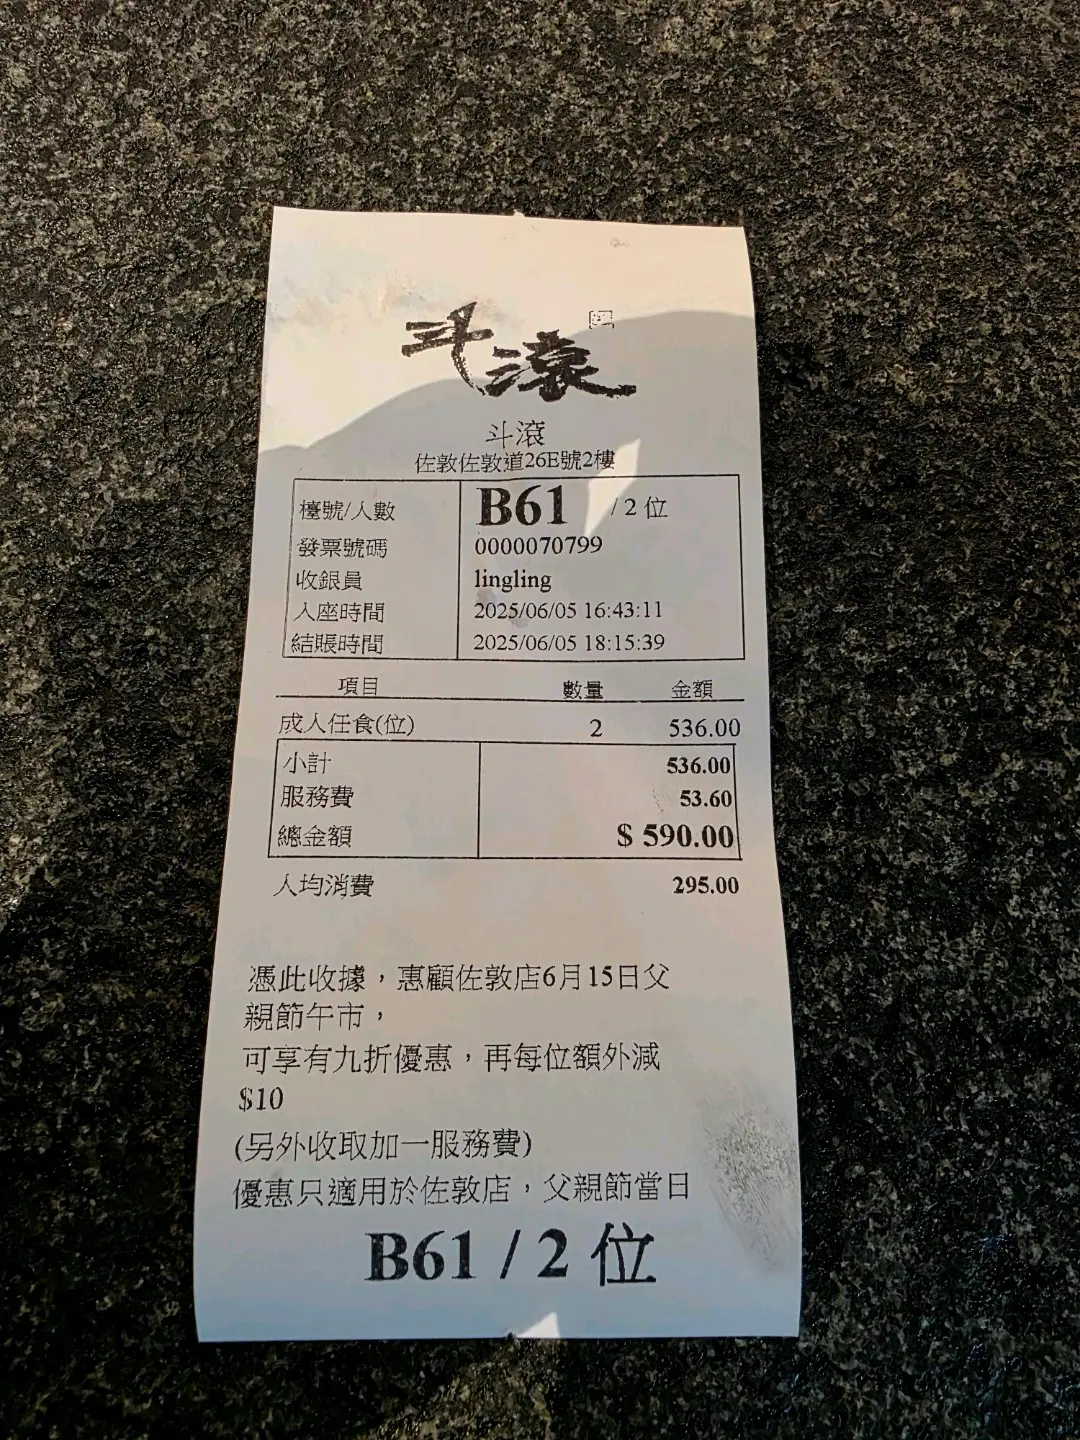 斗滾
斗滾
佐敦佐敦道26E號2樓
檯號/人數 B61 / 2 位
發票號碼 0000070799
收銀員 lingling
入座時間 2025/06/05 16:43:11
結賬時間 2025/06/05 18:15:39
項目 數量 金額
成人任食(位) 2 536.00
小計 536.00
服務費 53.60
總金額 $ 590.00
人均消費 295.00
憑此收據，惠顧佐敦店6月15日父
親節午市，
可享有九折優惠，再每位額外減
$10
(另外收取加一服務費)
優惠只適用於佐敦店，父親節當日
B61 / 2 位